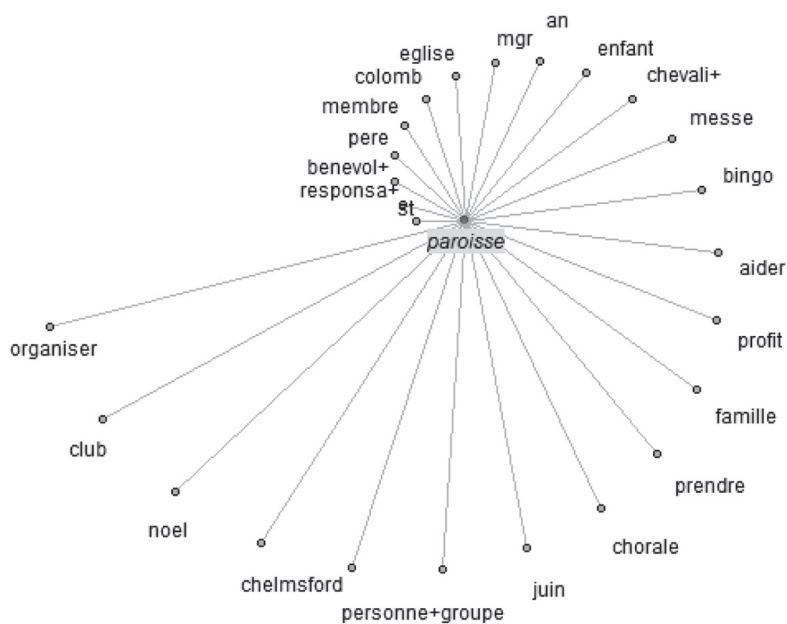 an
mgr
eglise
enfant
colomb
chevali+
membre
messe
pere
benevol+
bingo
responsa+
st
paroisse
aider
profit
organiser
famille
club
prendre
noel
chorale
chelmsford
juin
personne+groupe